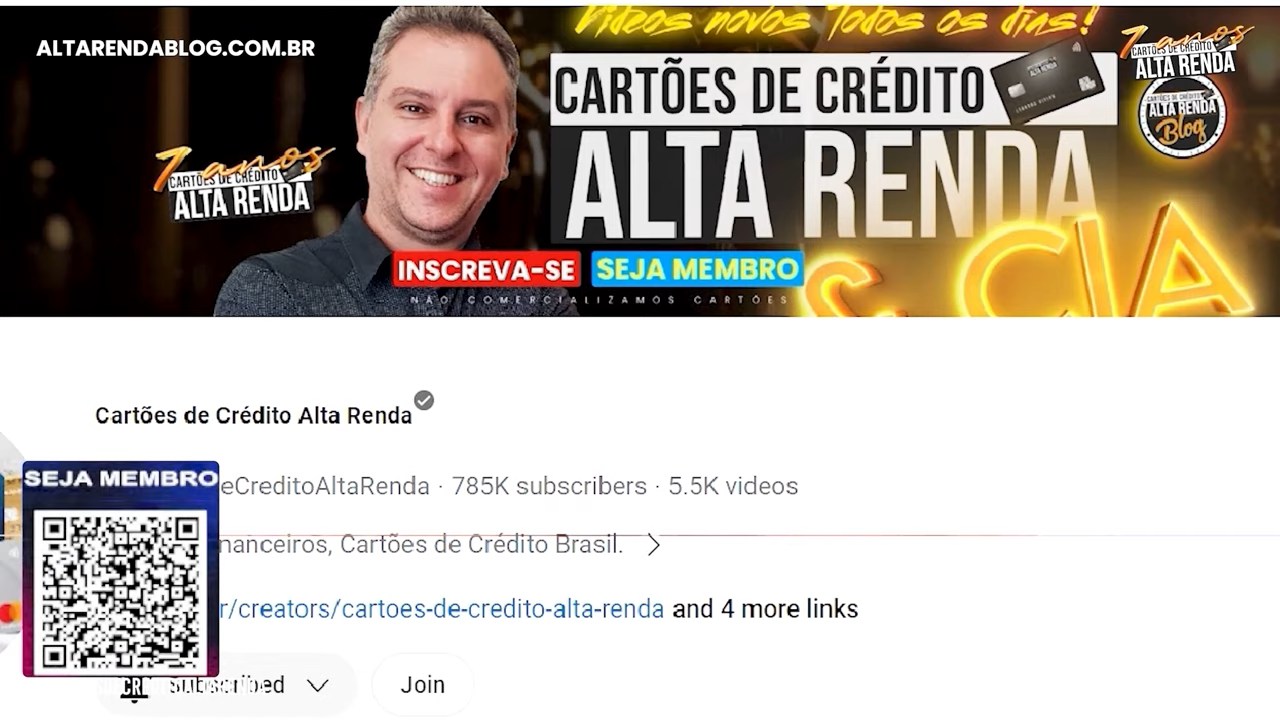 Vídeos novos Todos os dias!
ALTARENDABLOG.COM.BR
7 anos
CARTÕES DE CRÉDITO
ALTA RENDA
CARTÕES DE CRÉDITO
ALTA RENDA
7 anos
CARTÕES DE CRÉDITO
ALTA RENDA
CARTÕES DE CRÉDITO
ALTA RENDA
Blog
& CIA
INSCREVA-SE
SEJA MEMBRO
NÃO COMERCIALIZAMOS CARTÕES
Cartões de Crédito Alta Renda
eCreditoAltaRenda · 785K subscribers · 5.5K videos
SEJA MEMBRO
nanceiros, Cartões de Crédito Brasil.
r/creators/cartoes-de-credito-alta-renda and 4 more links
Join